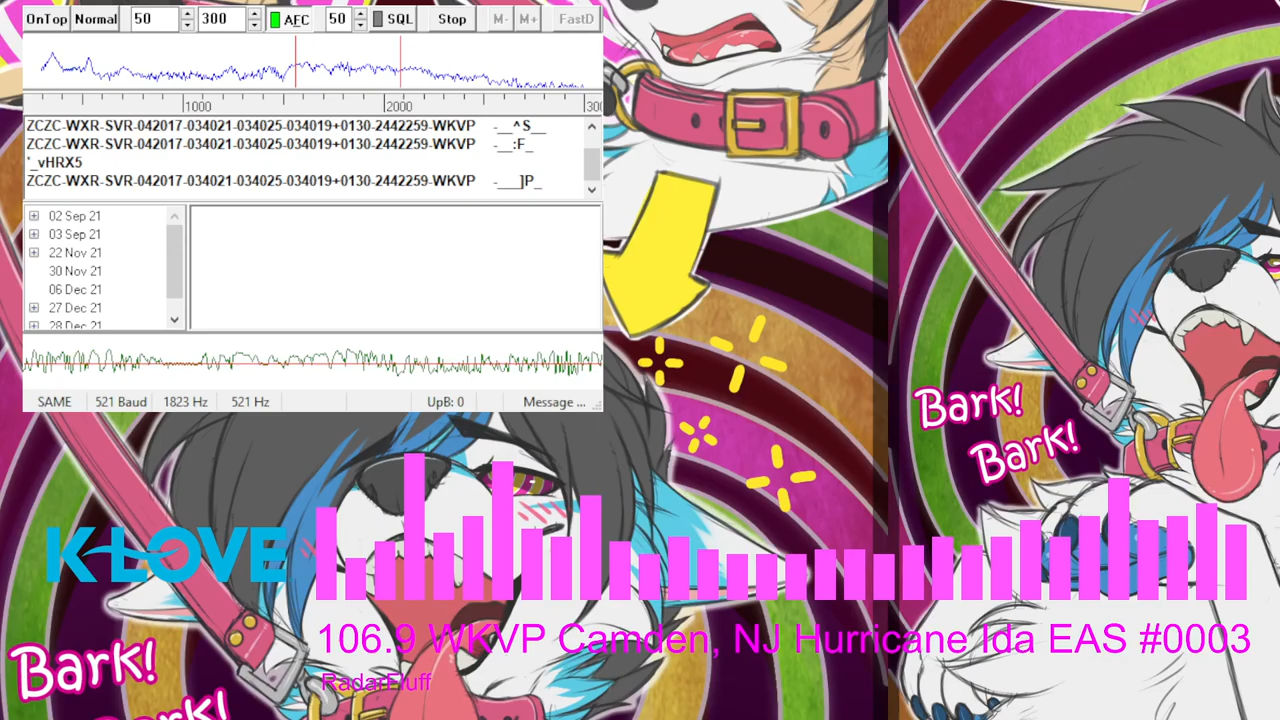 OnTop Normal 50 300 AFC 50 SQL Stop M- M+ FastD
1000 2000 300
ZCZC-WXR-SVR-042017-034021-034025-034019+0130-2442259-WKVP -__^S__
ZCZC-WXR-SVR-042017-034021-034025-034019+0130-2442259-WKVP -__:F_
'_vHRX5
ZCZC-WXR-SVR-042017-034021-034025-034019+0130-2442259-WKVP -___]P_
02 Sep 21
03 Sep 21
22 Nov 21
30 Nov 21
06 Dec 21
27 Dec 21
28 Dec 21
SAME 521 Baud 1823 Hz 521 Hz UpB: 0 Message ...
Bark!
Bark!
K-LOVE
106.9 WKVP Camden, NJ Hurricane Ida EAS #0003
RadarFluff
Bark!